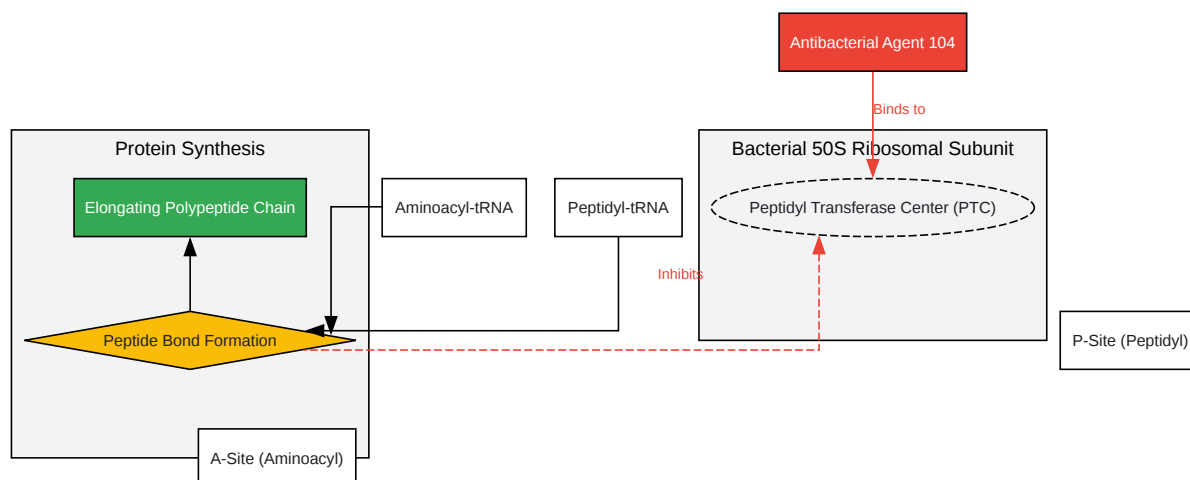 Antibacterial Agent 104
Binds to
Protein Synthesis
Bacterial 50S Ribosomal Subunit
Elongating Polypeptide Chain
Aminoacyl-tRNA
Peptidyl-tRNA
Peptidyl Transferase Center (PTC)
Inhibits
Peptide Bond Formation
P-Site (Peptidyl)
A-Site (Aminoacyl)